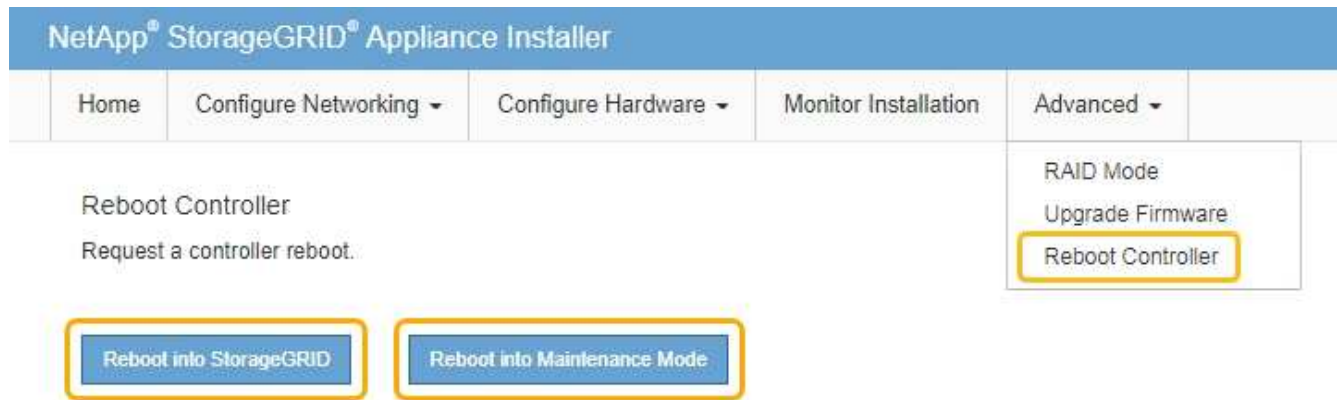 NetApp® StorageGRID® Appliance Installer
Home Configure Networking Configure Hardware Monitor Installation Advanced
RAID Mode
Upgrade Firmware
Reboot Controller
Reboot Controller
Request a controller reboot.
Reboot into StorageGRID Reboot into Maintenance Mode